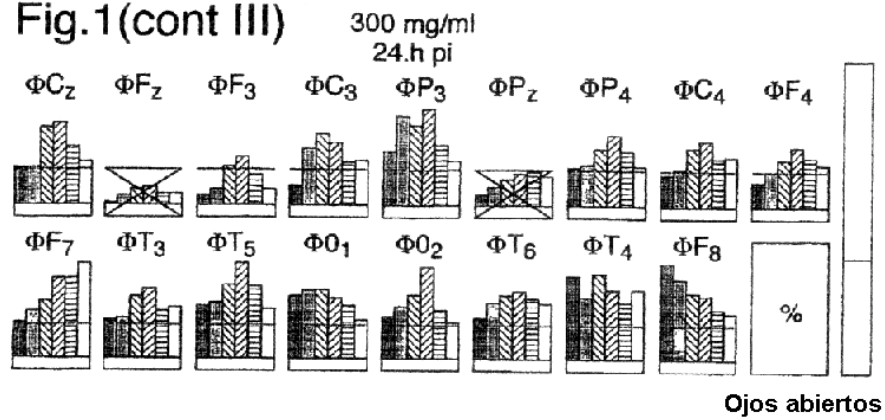 Fig.1(cont III)
300 mg/ml
24.h pi
ΦCz ΦFz ΦF3 ΦC3 ΦP3 ΦPz ΦP4 ΦC4 ΦF4
ΦF7 ΦT3 ΦT5 Φ01 Φ02 ΦT6 ΦT4 ΦF8
%
Ojos abiertos